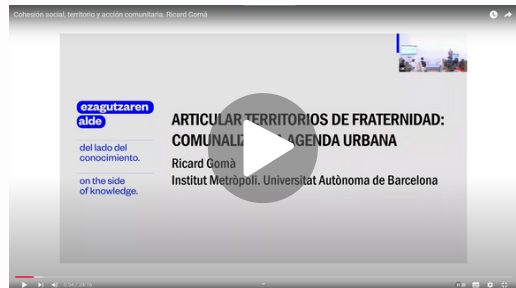 Cohesión social, territorio y acción comunitaria. Ricard Gomá
ezagutzaren
alde
del lado del
conocimiento.
on the side
of knowledge.
ARTICULAR TERRITORIOS DE FRATERNIDAD:
AGENDA URBANA
Ricard Gomà
Institut Metròpoli. Universitat Autònoma de Barcelona